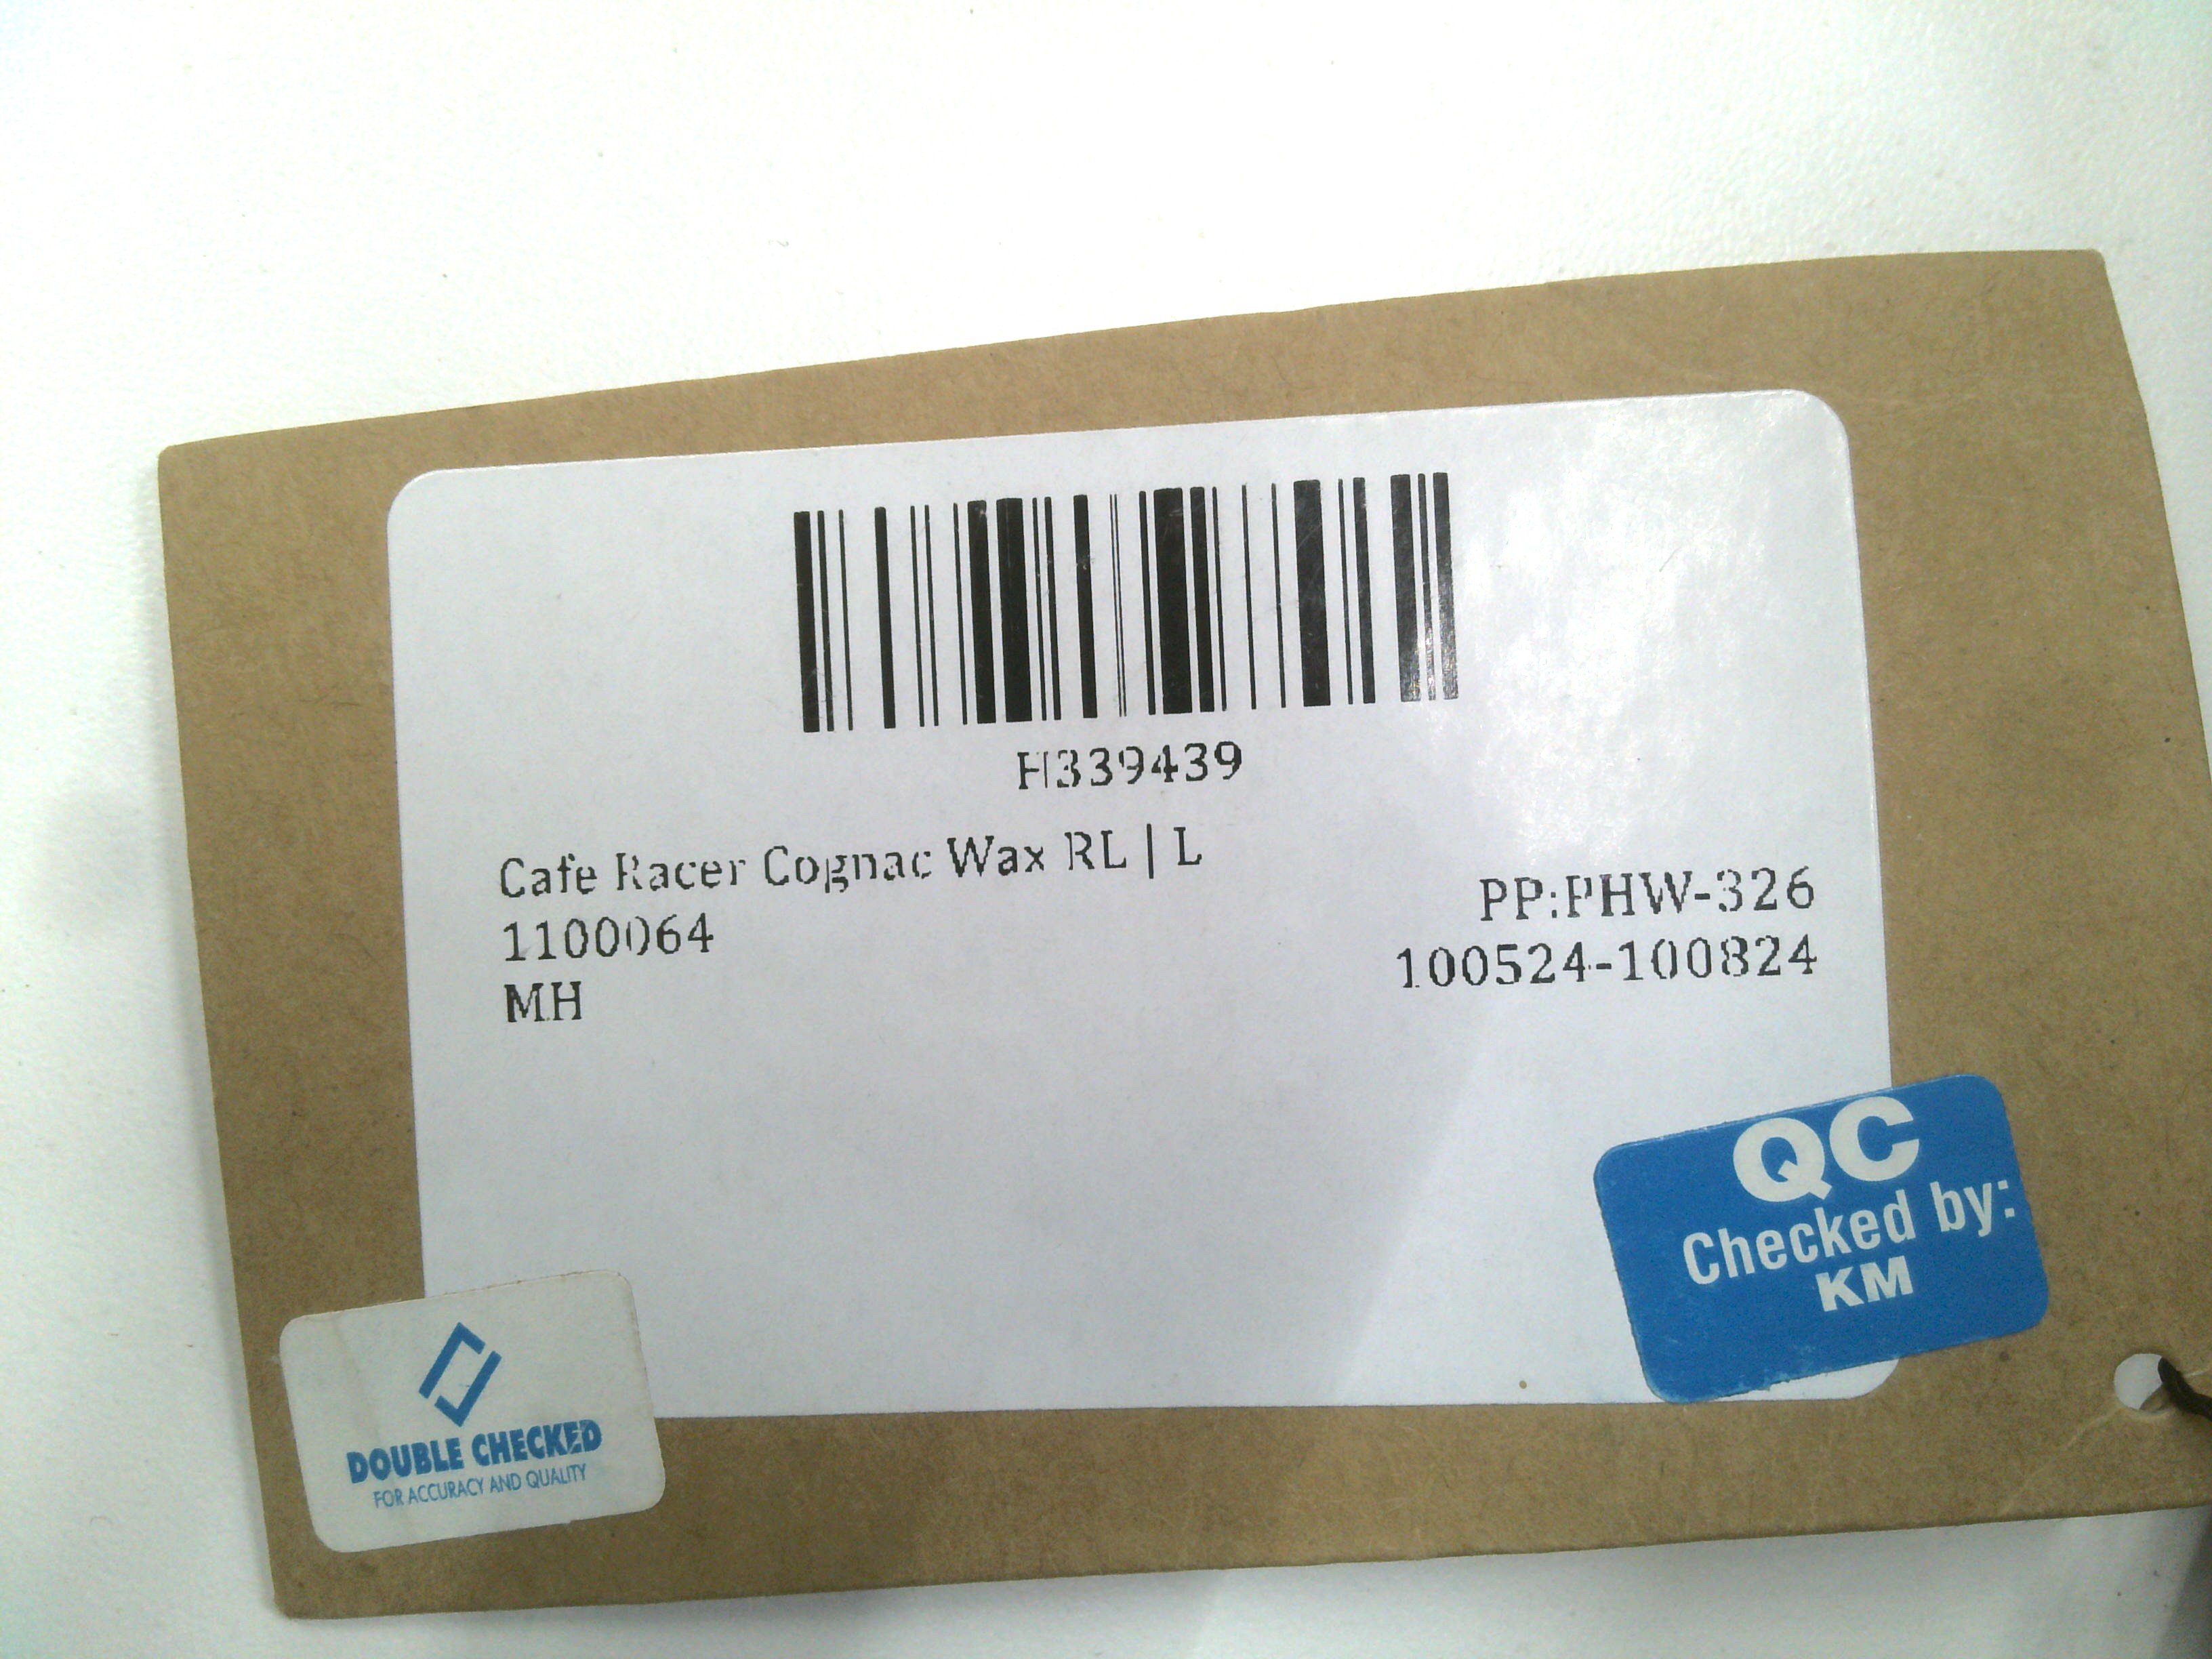 H339439
Cafe Racer Cognac Wax RL | L
1100064
MH
PP:PHW-326
100524-100824
QC
Checked by:
KM
DOUBLE CHECKED
FOR ACCURACY AND QUALITY